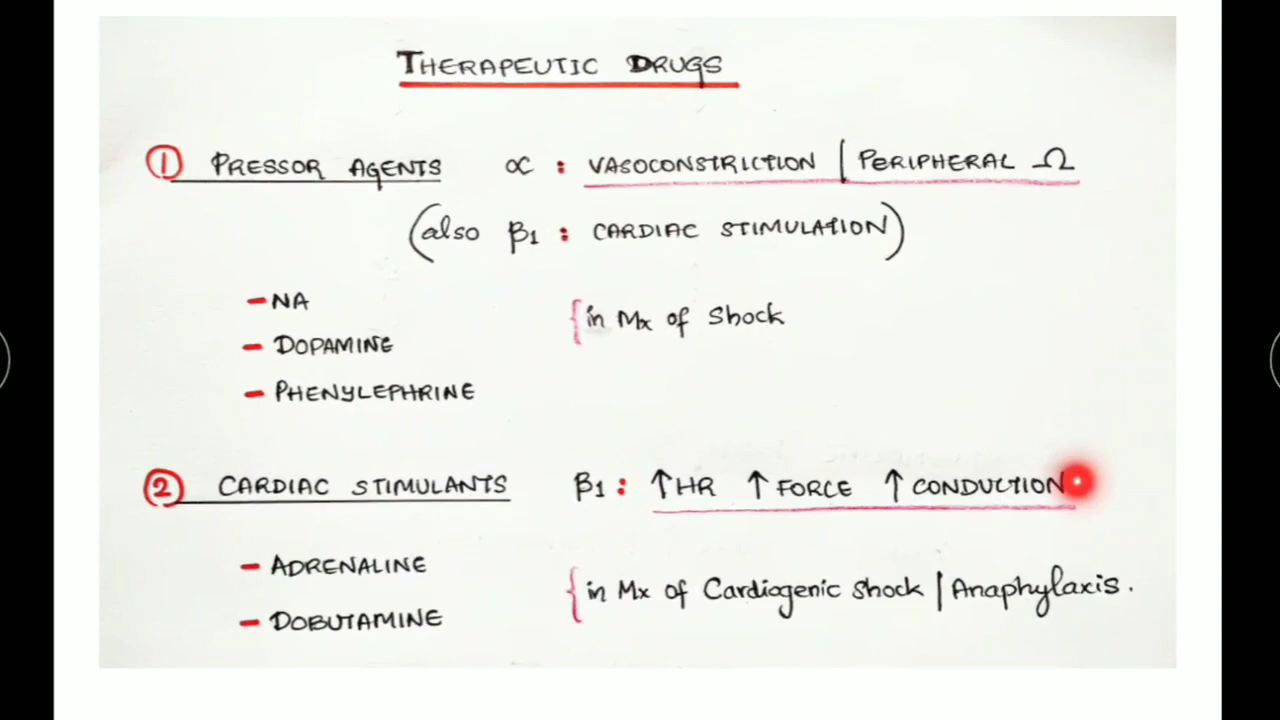 THERAPEUTIC DRUGS
① PRESSOR AGENTS α : VASOCONSTRICTION | PERIPHERAL Ω
(also β1 : CARDIAC STIMULATION)
- NA
{ in Mx of Shock
- DOPAMINE
- PHENYLEPHRINE
② CARDIAC STIMULANTS β1 : ↑ HR ↑ FORCE ↑ CONDUCTION
- ADRENALINE
{ in Mx of Cardiogenic shock | Anaphylaxis.
- DOBUTAMINE